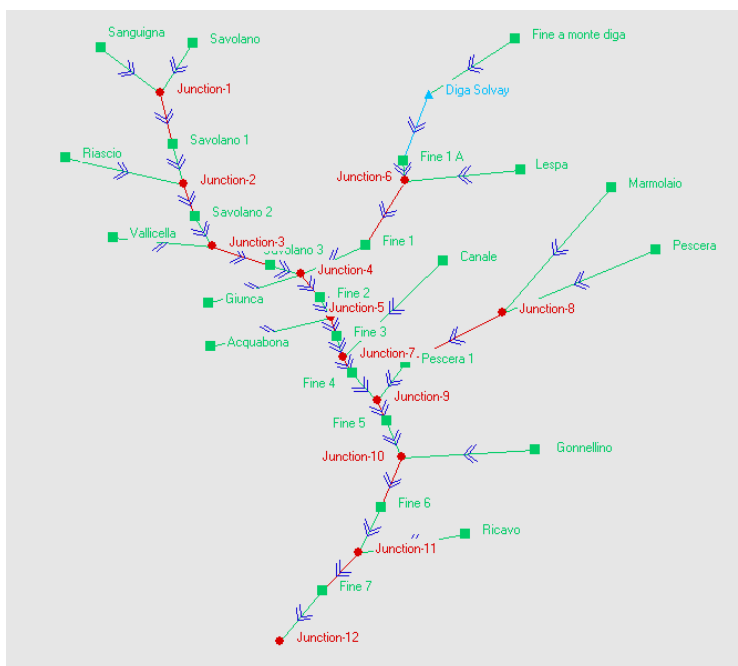 Sanguigna
Savolano
Fine a monte diga
Junction-1
Diga Solvay
Savolano 1
Riascio
Fine 1 A
Lespa
Junction-2
Junction-6
Marmolaio
Savolano 2
Vallicella
Junction-3
Fine 1
Pescera
Savolano 3
Canale
Junction-4
Giunca
Fine 2
Junction-5
Junction-8
Fine 3
Acquabona
Junction-7
Pescera 1
Fine 4
Junction-9
Fine 5
Junction-10
Gonnellino
Fine 6
Ricavo
Junction-11
Fine 7
Junction-12